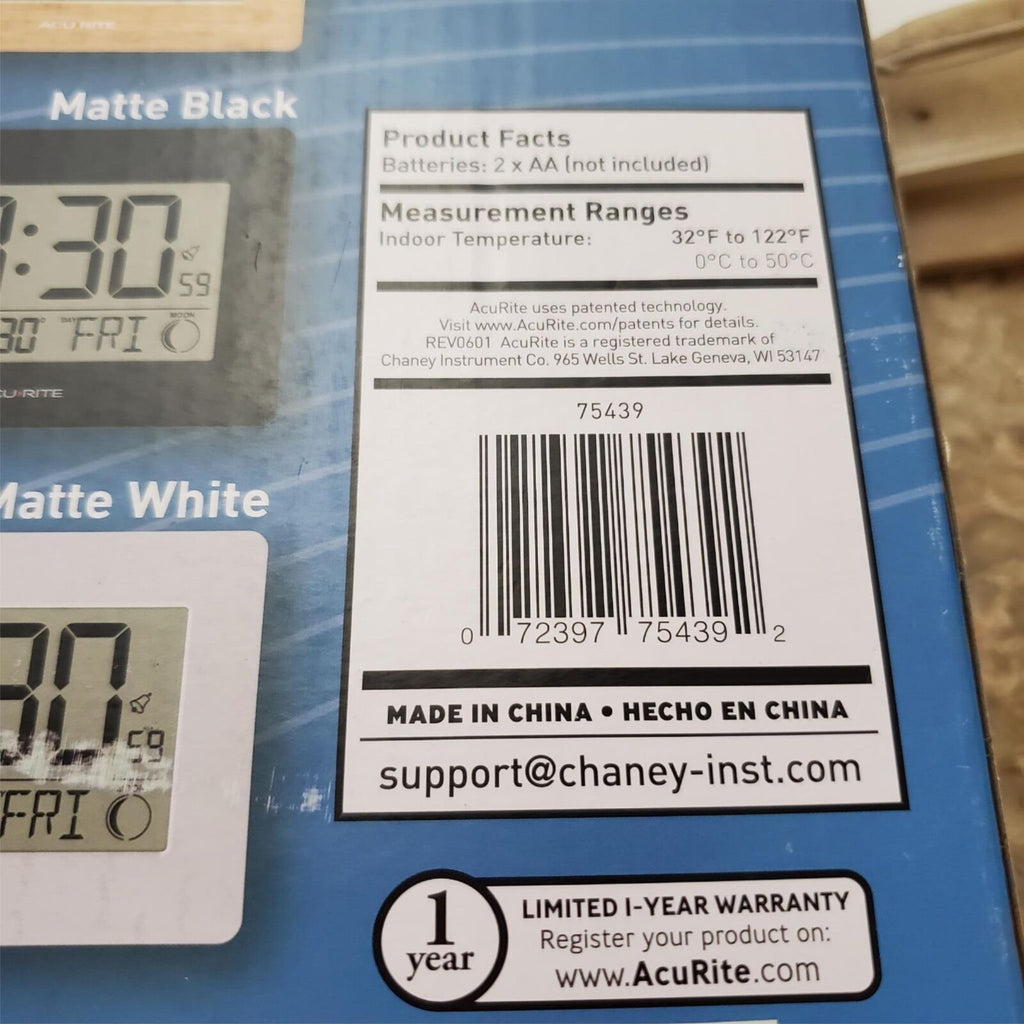 ACURITE
Matte Black
:30
59
30
DAY
FRI
MOON
CURITE
Matte White
30
59
FRI
Product Facts
Batteries: 2 x AA (not included)
Measurement Ranges
Indoor Temperature: 32°F to 122°F
0°C to 50°C
AcuRite uses patented technology.
Visit www.AcuRite.com/patents for details.
REV0601 AcuRite is a registered trademark of
Chaney Instrument Co. 965 Wells St. Lake Geneva, WI 53147
75439
0 72397 75439 2
MADE IN CHINA • HECHO EN CHINA
support@chaney-inst.com
1
year
LIMITED 1-YEAR WARRANTY
Register your product on:
www.AcuRite.com